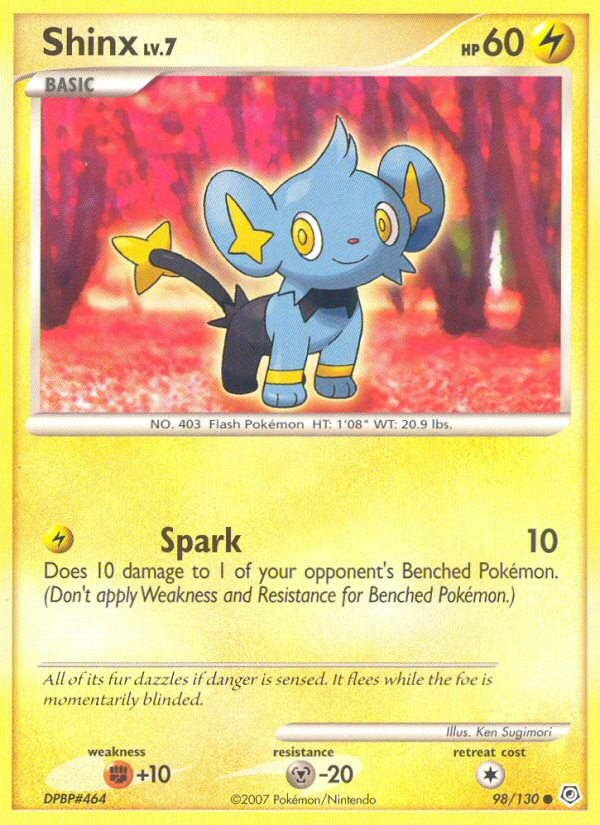 Shinx LV.7 HP 60
BASIC
NO. 403 Flash Pokémon HT: 1'08" WT: 20.9 lbs.
Spark 10
Does 10 damage to 1 of your opponent's Benched Pokémon.
(Don't apply Weakness and Resistance for Benched Pokémon.)
All of its fur dazzles if danger is sensed. It flees while the foe is
momentarily blinded.
Illus. Ken Sugimori
weakness resistance retreat cost
+10 -20
DPBP#464 ©2007 Pokémon/Nintendo 98/130